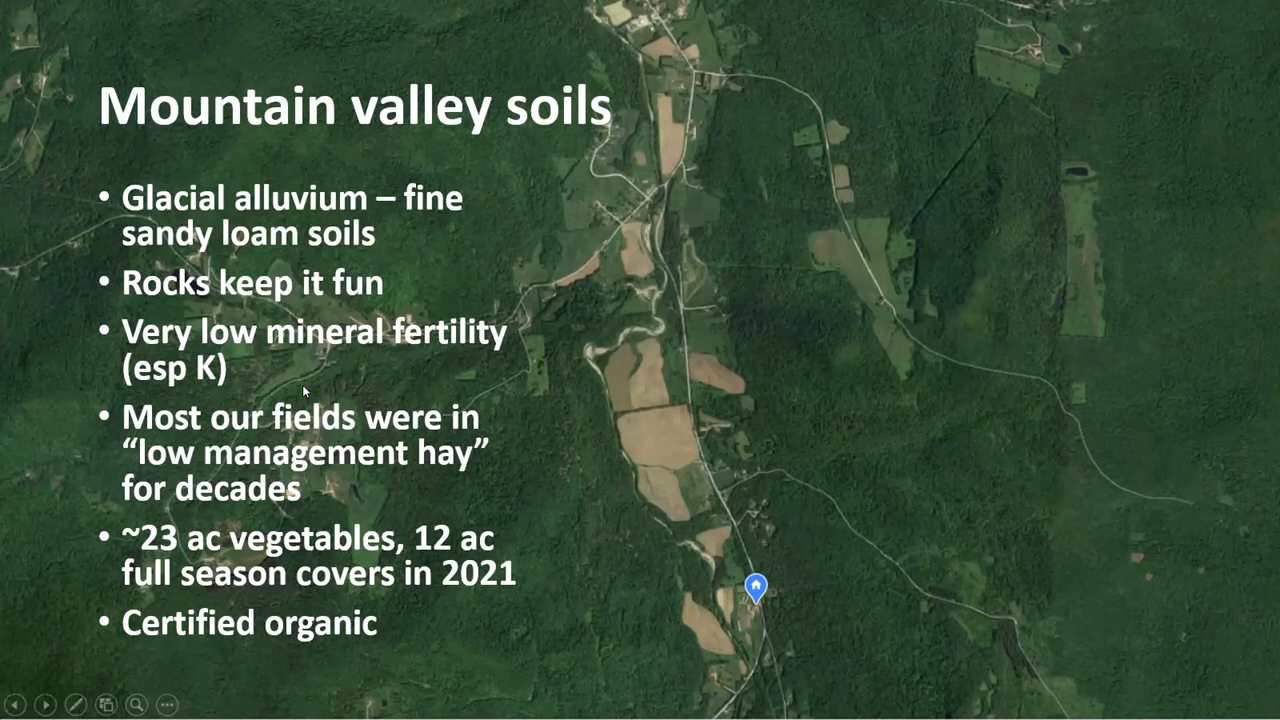 Mountain valley soils
• Glacial alluvium – fine
sandy loam soils
• Rocks keep it fun
• Very low mineral fertility
(esp K)
• Most our fields were in
“low management hay”
for decades
• ~23 ac vegetables, 12 ac
full season covers in 2021
• Certified organic